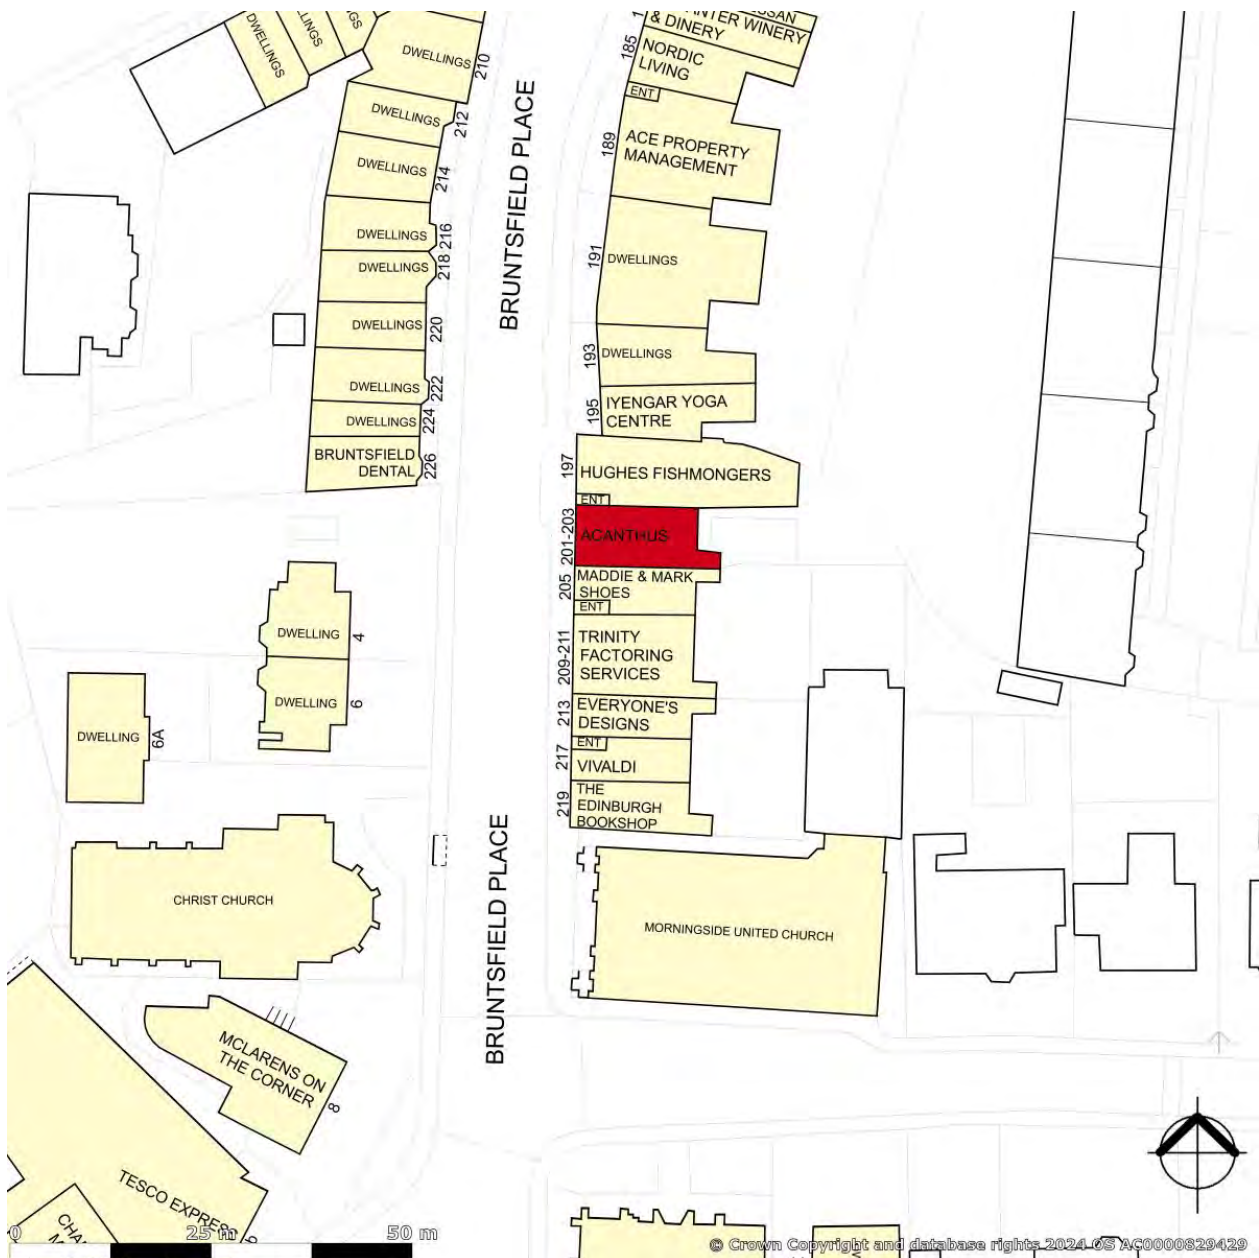 DWELLINGS
DWELLINGS
210
DWELLINGS
212
DWELLINGS
214
DWELLINGS
216
DWELLINGS
218
DWELLINGS
220
DWELLINGS
222
DWELLINGS
224
BRUNTSFIELD
DENTAL
226
BRUNTSFIELD PLACE
& DINERY
WINERY
185
NORDIC
LIVING
ENT
189
ACE PROPERTY
MANAGEMENT
191
DWELLINGS
193
DWELLINGS
195
IYENGAR YOGA
CENTRE
197
HUGHES FISHMONGERS
ENT
201-203
ACANTHUS
205
MADDIE & MARK
SHOES
ENT
209-211
TRINITY
FACTORING
SERVICES
213
EVERYONE'S
DESIGNS
ENT
217
VIVALDI
219
THE
EDINBURGH
BOOKSHOP
DWELLING
4
DWELLING
6
DWELLING
6A
BRUNTSFIELD PLACE
CHRIST CHURCH
MORNINGSIDE UNITED CHURCH
MCLARENS ON
THE CORNER
8
TESCO EXPRESS
0
25 m
50 m
© Crown Copyright and database rights 2024 OS AC0000829429